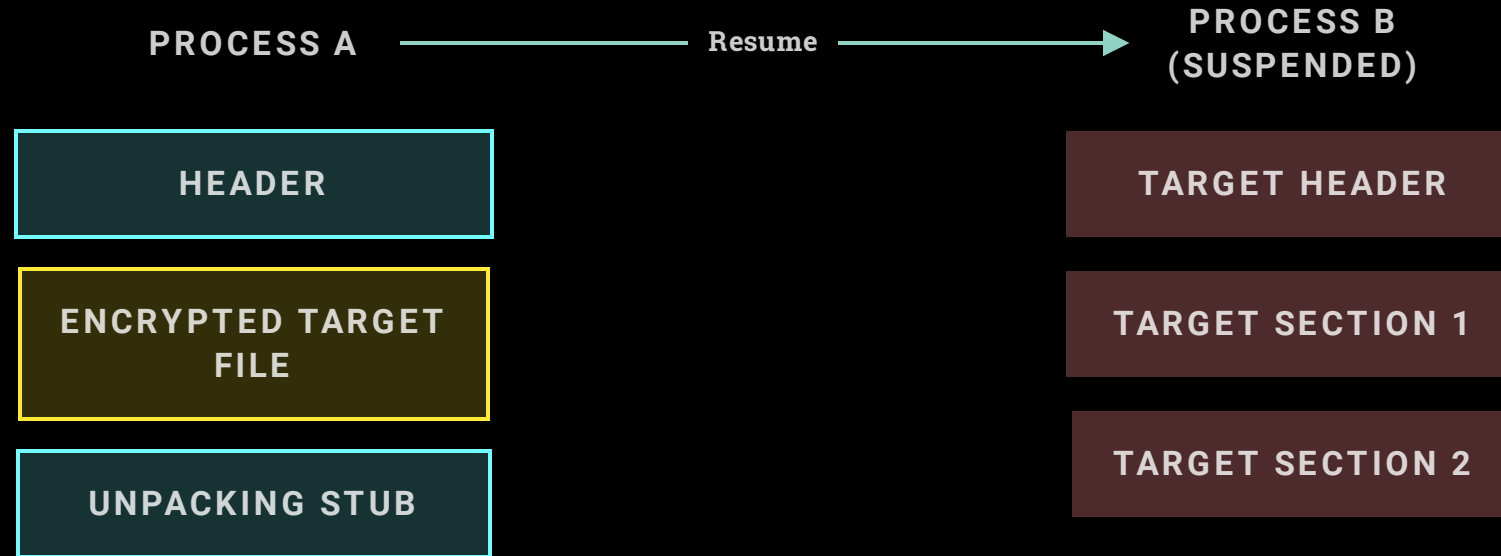 PROCESS A
Resume
PROCESS B
(SUSPENDED)
HEADER
TARGET HEADER
ENCRYPTED TARGET
FILE
TARGET SECTION 1
TARGET SECTION 2
UNPACKING STUB